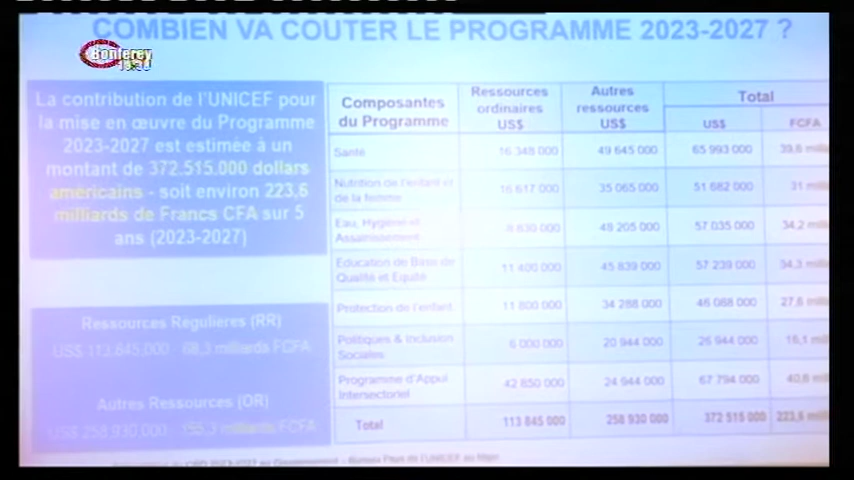 COMBIEN VA COUTER LE PROGRAMME 2023-2027 ?
Bonferey
La contribution de l'UNICEF pour
la mise en œuvre du Programme
2023-2027 est estimée à un
montant de 372.515.000 dollars
américains - soit environ 223,6
milliards de Francs CFA sur 5
ans (2023-2027)
Ressources Régulières (RR)
US$ 113,845,000 68,3 milliards FCFA
Autres Ressources (OR)
US$ 258,930,000 155,3 milliards FCFA
Composantes du Programme Ressources ordinaires US$ Autres ressources US$ Total US$ FCFA
Santé 16 348 000 49 645 000 65 993 000 39,6
Nutrition de l'enfant et de la femme 16 617 000 35 065 000 51 682 000 31
Eau, Hygiène et Assainissement 8 830 000 48 205 000 57 035 000 34,2
Education de Base de Qualité et Equité 11 400 000 45 839 000 57 239 000 34,3
Protection de l'enfant 11 800 000 34 288 000 46 088 000 27,6
Politiques & Inclusion Sociales 6 000 000 20 944 000 26 944 000 16,1
Programme d'Appui Intersectoriel 42 850 000 24 944 000 67 794 000 40,6
Total 113 845 000 258 930 000 372 515 000 223,6